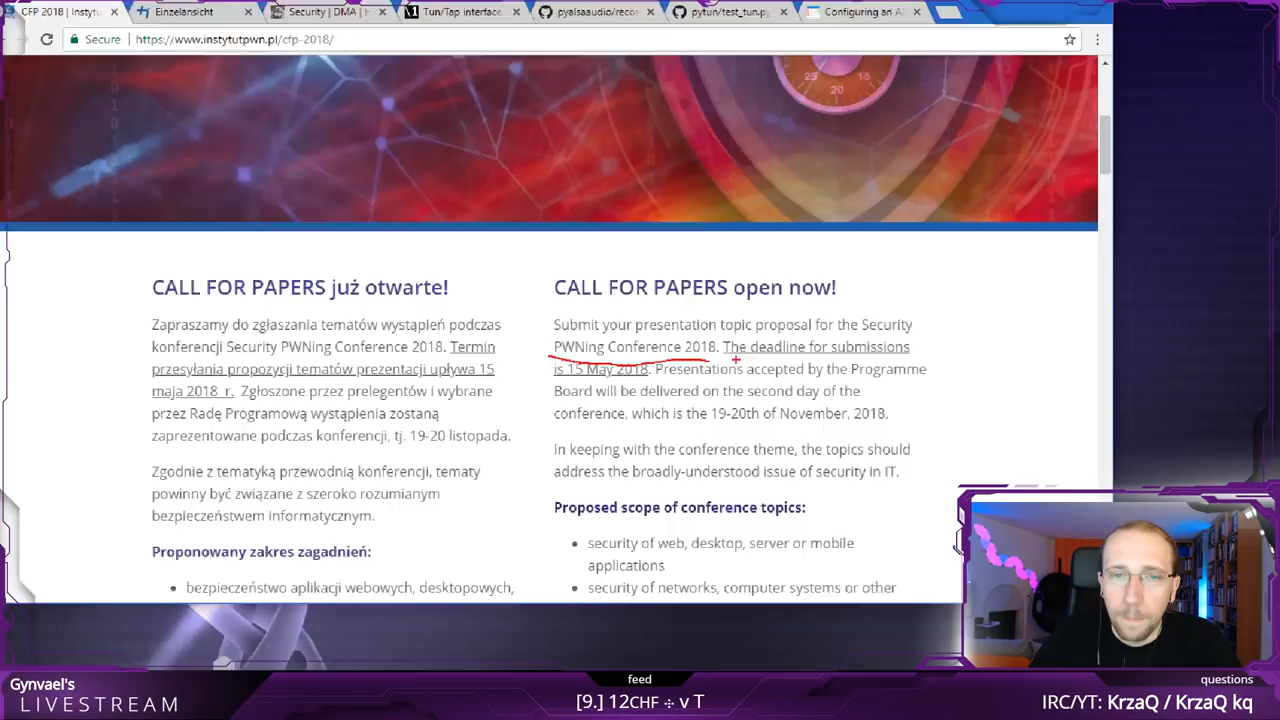 CFP 2018 | Instyt
Einzelansicht
Security | DMA | H
Tun/Tap interface
pyalsaaudio/recor
pytun/test_tun.py
Configuring an A
Secure
https://www.instytutpwn.pl/cfp-2018/
25
15
20
CALL FOR PAPERS już otwarte!
Zapraszamy do zgłaszania tematów wystąpień podczas
konferencji Security PWNing Conference 2018. Termin
przesyłania propozycji tematów prezentacji upływa 15
maja 2018 r. Zgłoszone przez prelegentów i wybrane
przez Radę Programową wystąpienia zostaną
zaprezentowane podczas konferencji, tj. 19-20 listopada.
Zgodnie z tematyką przewodnią konferencji, tematy
powinny być związane z szeroko rozumianym
bezpieczeństwem informatycznym.
Proponowany zakres zagadnień:
bezpieczeństwo aplikacji webowych, desktopowych,
CALL FOR PAPERS open now!
Submit your presentation topic proposal for the Security
PWNing Conference 2018. The deadline for submissions
is 15 May 2018. Presentations accepted by the Programme
Board will be delivered on the second day of the
conference, which is the 19-20th of November, 2018.
In keeping with the conference theme, the topics should
address the broadly-understood issue of security in IT.
Proposed scope of conference topics:
security of web, desktop, server or mobile
applications
security of networks, computer systems or other
Gynvael's
LIVESTREAM
feed
[9.] 12CHF ÷ v T
questions
IRC/YT: KrzaQ / KrzaQ kq